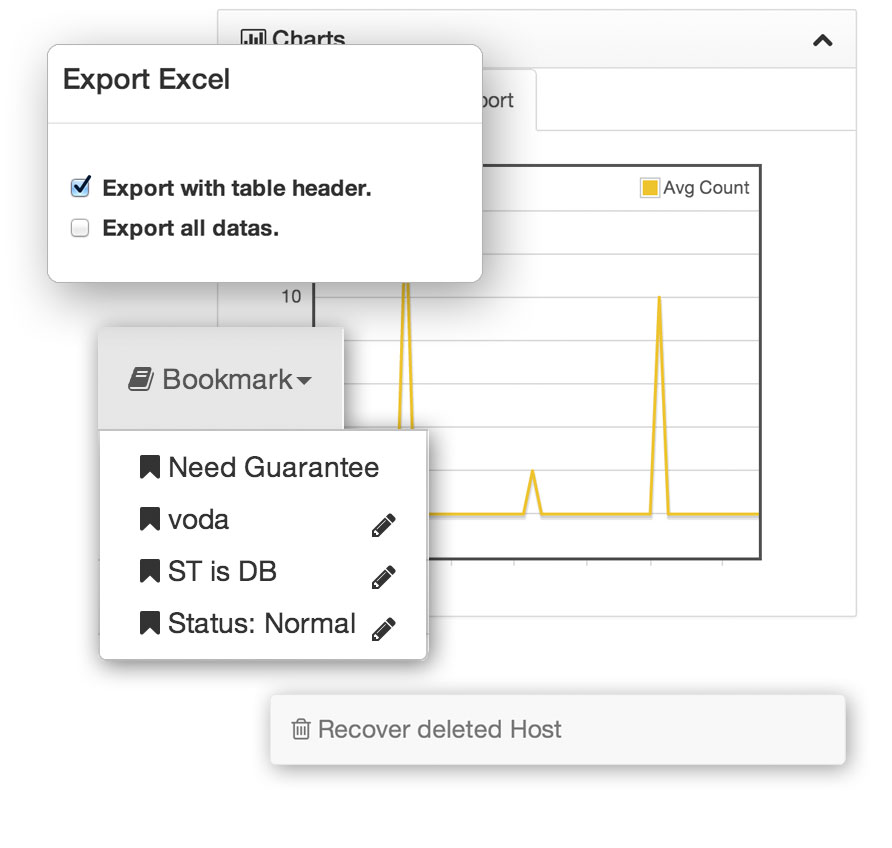 Charts
Export Excel
Export with table header.
Export all datas.
Avg Count
10
Bookmark
Need Guarantee
voda
ST is DB
Status: Normal
Recover deleted Host